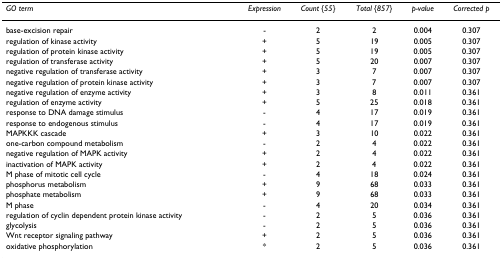 GO term Expression Count {55} Total {857} p-value Corrected p
base-excision repair - 2 2 0.004 0.307
regulation of kinase activity + 5 19 0.005 0.307
regulation of protein kinase activity + 5 19 0.005 0.307
regulation of transferase activity + 5 20 0.007 0.307
negative regulation of transferase activity + 3 7 0.007 0.307
negative regulation of protein kinase activity + 3 7 0.007 0.307
negative regulation of enzyme activity + 3 8 0.011 0.361
regulation of enzyme activity + 5 25 0.018 0.361
response to DNA damage stimulus - 4 17 0.019 0.361
response to endogenous stimulus - 4 17 0.019 0.361
MAPKKK cascade + 3 10 0.022 0.361
one-carbon compound metabolism - 2 4 0.022 0.361
negative regulation of MAPK activity + 2 4 0.022 0.361
inactivation of MAPK activity + 2 4 0.022 0.361
M phase of mitotic cell cycle - 4 18 0.024 0.361
phosphorus metabolism + 9 68 0.033 0.361
phosphate metabolism + 9 68 0.033 0.361
M phase - 4 20 0.034 0.361
regulation of cyclin dependent protein kinase activity - 2 5 0.036 0.361
glycolysis - 2 5 0.036 0.361
Wnt receptor signaling pathway + 2 5 0.036 0.361
oxidative phosphorylation * 2 5 0.036 0.361